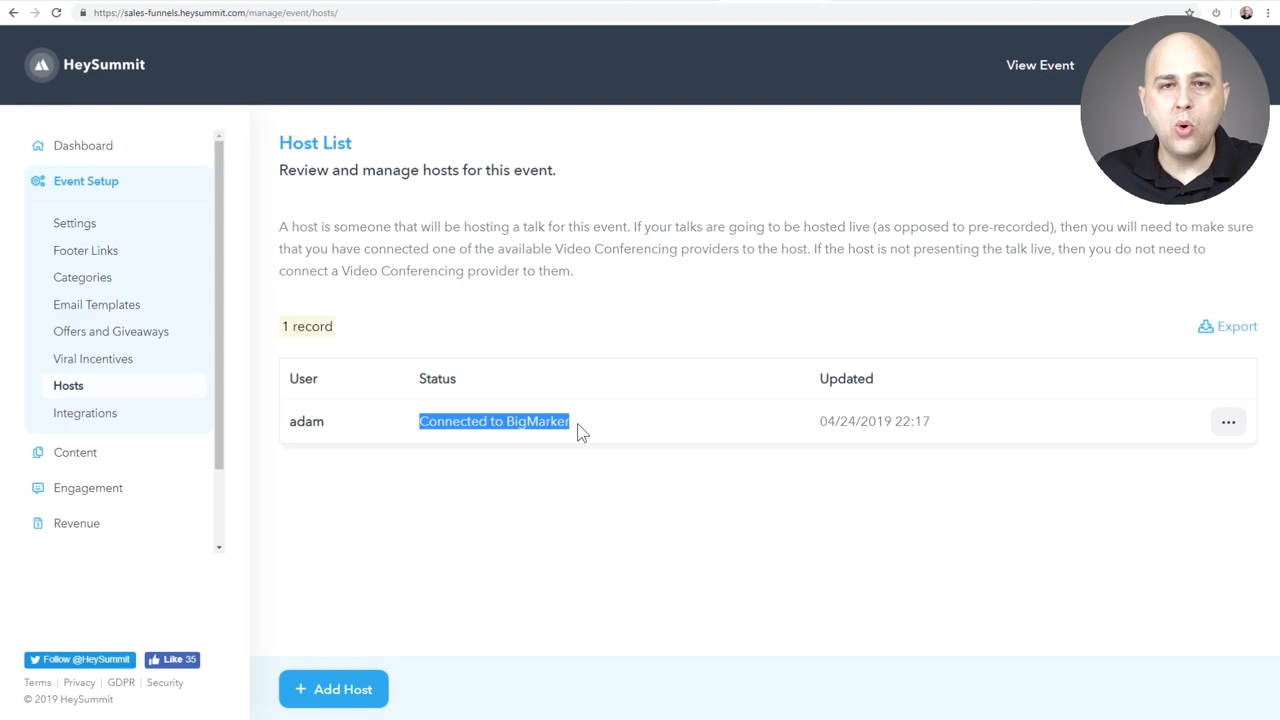 https://sales-funnels.heysummit.com/manage/event/hosts/
HeySummit
View Event
Dashboard
Event Setup
Settings
Footer Links
Categories
Email Templates
Offers and Giveaways
Viral Incentives
Hosts
Integrations
Content
Engagement
Revenue
Follow @HeySummit
Like 35
Terms | Privacy | GDPR | Security
© 2019 HeySummit
Host List
Review and manage hosts for this event.
A host is someone that will be hosting a talk for this event. If your talks are going to be hosted live (as opposed to pre-recorded), then you will need to make sure
that you have connected one of the available Video Conferencing providers to the host. If the host is not presenting the talk live, then you do not need to
connect a Video Conferencing provider to them.
1 record
Export
User Status Updated
adam Connected to BigMarker 04/24/2019 22:17
+ Add Host